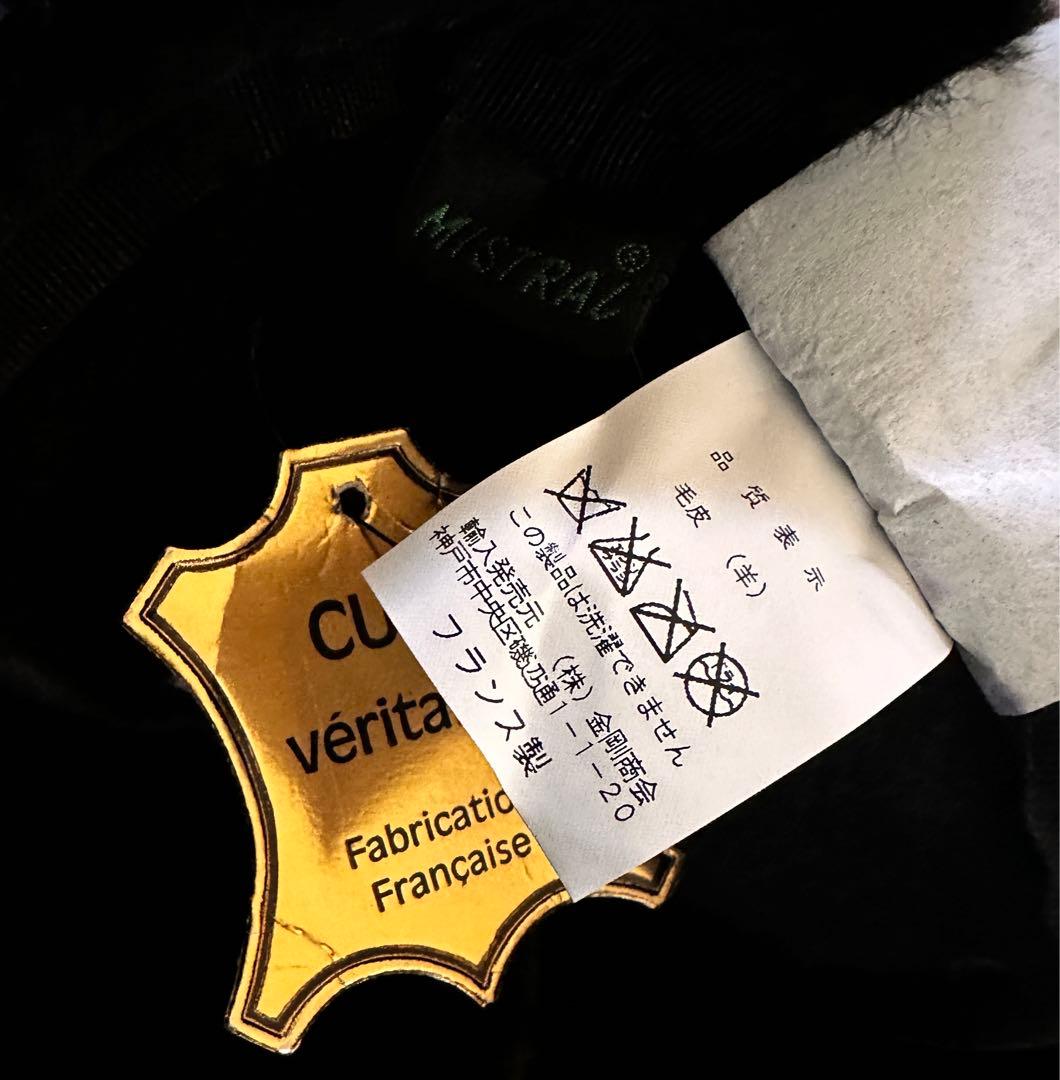 MISTRAL®
CU
vérita
Fabricatio
Française
品質表示
毛皮 (羊)
この製品は洗濯できません
輸入発売元 (株)金剛商会
神戸市中央区磯辺通1-1-20
フランス製